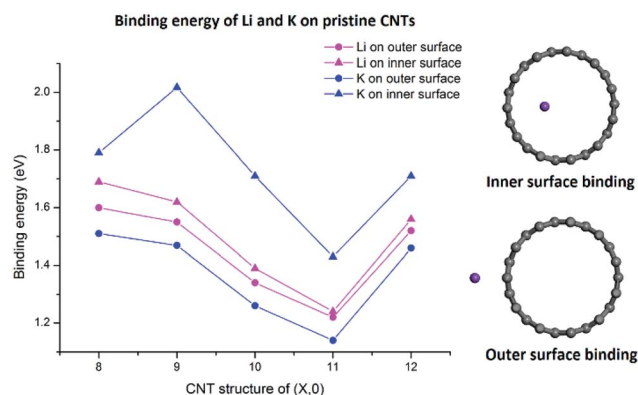 Binding energy of Li and K on pristine CNTs
Li on outer surface
Li on inner surface
K on outer surface
K on inner surface
Binding energy (eV)
2.0
1.8
1.6
1.4
1.2
8 9 10 11 12
CNT structure of (X,0)
Inner surface binding
Outer surface binding